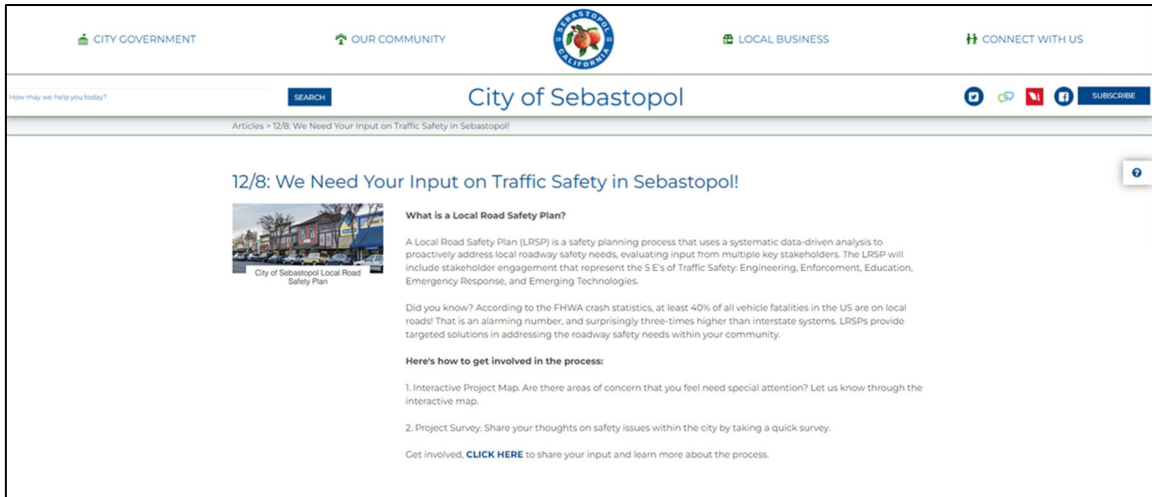 CITY GOVERNMENT
OUR COMMUNITY
SEBASTOPOL
CALIFORNIA
LOCAL BUSINESS
CONNECT WITH US
How may we help you today?
SEARCH
City of Sebastopol
SUBSCRIBE
Articles > 12/8: We Need Your Input on Traffic Safety in Sebastopol!
12/8: We Need Your Input on Traffic Safety in Sebastopol!
City of Sebastopol Local Road
Safety Plan
What is a Local Road Safety Plan?
A Local Road Safety Plan (LRSP) is a safety planning process that uses a systematic data-driven analysis to
proactively address local roadway safety needs, evaluating input from multiple key stakeholders. The LRSP will
include stakeholder engagement that represent the 5 E's of Traffic Safety: Engineering, Enforcement, Education,
Emergency Response, and Emerging Technologies.
Did you know? According to the FHWA crash statistics, at least 40% of all vehicle fatalities in the US are on local
roads! That is an alarming number, and surprisingly three-times higher than interstate systems. LRSPs provide
targeted solutions in addressing the roadway safety needs within your community.
Here's how to get involved in the process:
1. Interactive Project Map. Are there areas of concern that you feel need special attention? Let us know through the
interactive map.
2. Project Survey. Share your thoughts on safety issues within the city by taking a quick survey.
Get involved, CLICK HERE to share your input and learn more about the process.